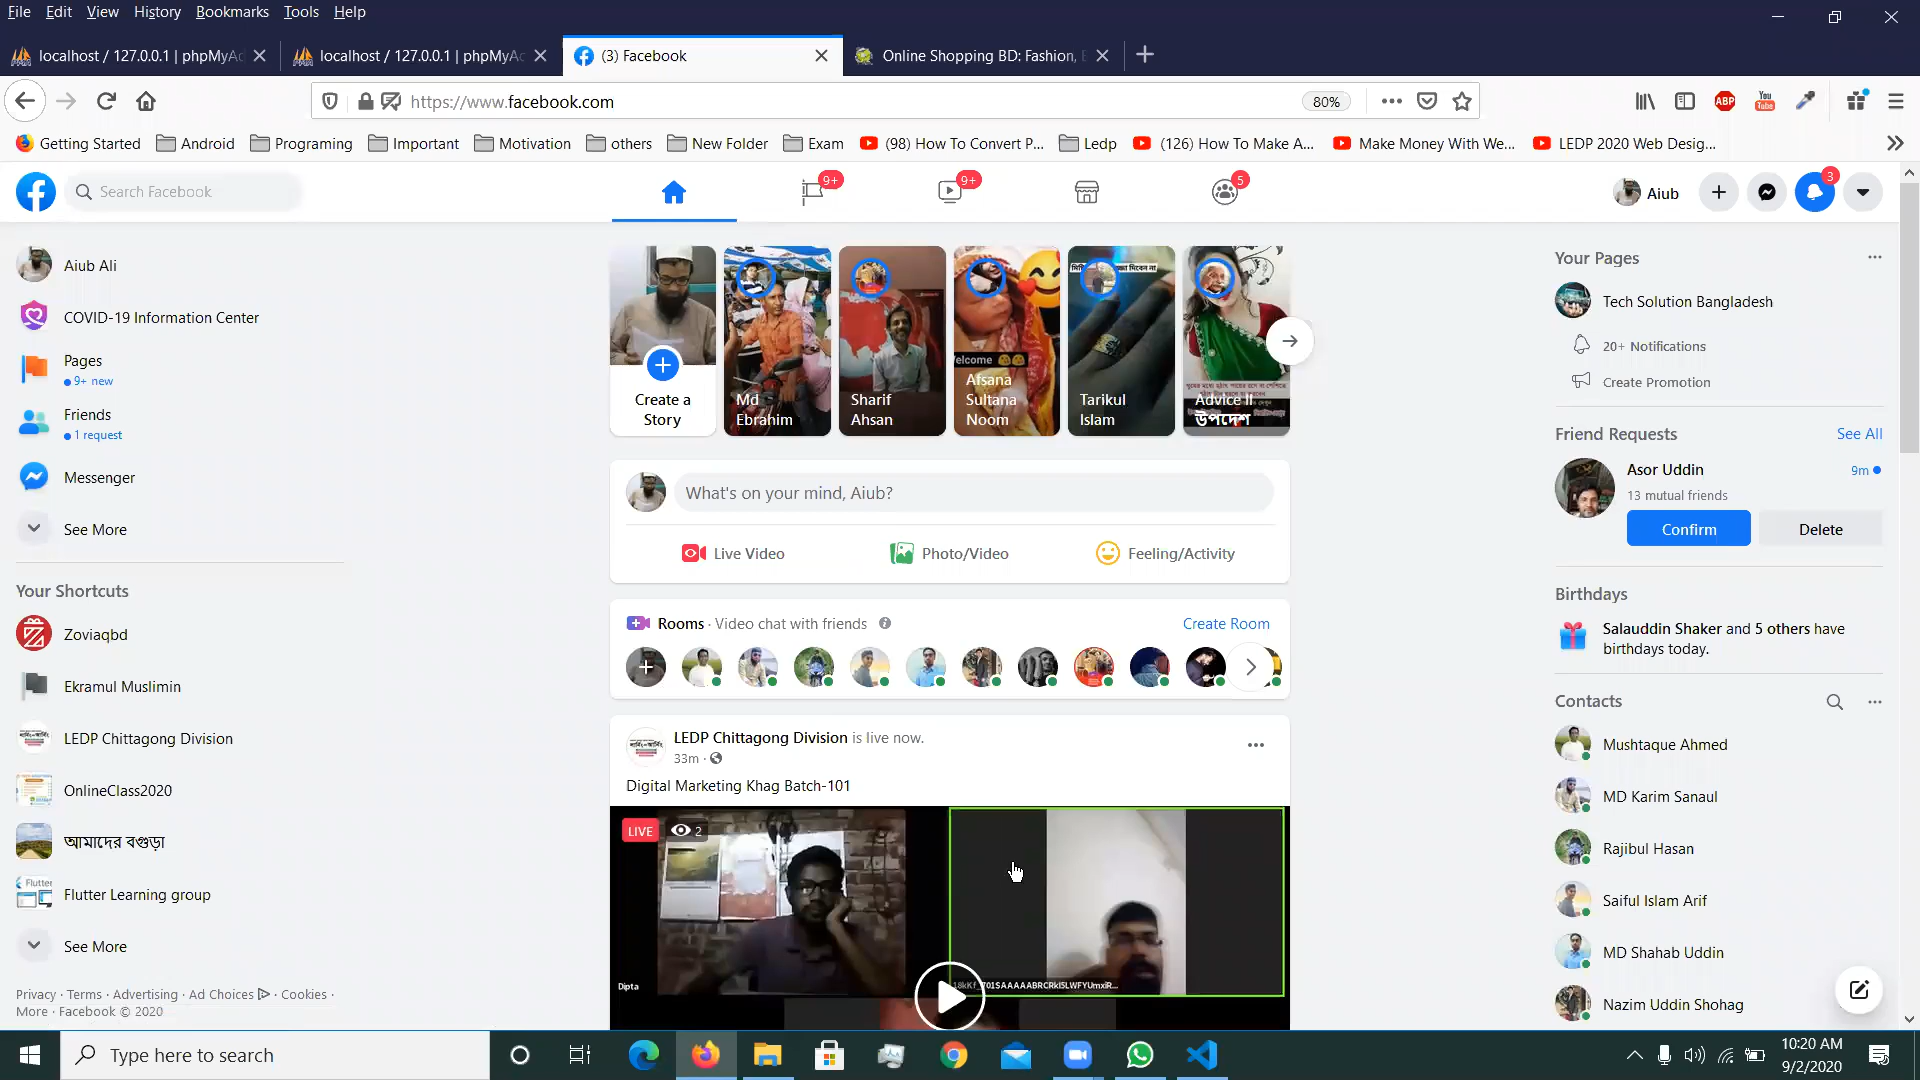 File Edit View History Bookmarks Tools Help
localhost / 127.0.0.1 | phpMyAd
localhost / 127.0.0.1 | phpMyAd
(3) Facebook
Online Shopping BD: Fashion,
https://www.facebook.com
80%
ABP
You Tube
Getting Started
Android
Programing
Important
Motivation
others
New Folder
Exam
(98) How To Convert P...
Ledp
(126) How To Make A...
Make Money With We...
LEDP 2020 Web Desig...
Search Facebook
9+
9+
5
Aiub
3
Aiub Ali
COVID-19 Information Center
Pages
9+ new
Friends
1 request
Messenger
See More
Your Shortcuts
Zoviaqbd
Ekramul Muslimin
LEDP Chittagong Division
OnlineClass2020
আমাদের বগুড়া
Flutter Learning group
See More
Privacy · Terms · Advertising · Ad Choices · Cookies ·
More · Facebook © 2020
Create a
Story
Md
Ebrahim
Sharif
Ahsan
Afsana
Sultana
Noom
Tarikul
Islam
Advice II
উপদেশ
What's on your mind, Aiub?
Live Video
Photo/Video
Feeling/Activity
Rooms · Video chat with friends
Create Room
LEDP Chittagong Division is live now.
33m ·
Digital Marketing Khag Batch-101
LIVE
2
Dipta
Your Pages
Tech Solution Bangladesh
20+ Notifications
Create Promotion
Friend Requests
See All
Asor Uddin
9m
13 mutual friends
Confirm
Delete
Birthdays
Salauddin Shaker and 5 others have
birthdays today.
Contacts
Mushtaque Ahmed
MD Karim Sanaul
Rajibul Hasan
Saiful Islam Arif
MD Shahab Uddin
Nazim Uddin Shohag
Type here to search
10:20 AM
9/2/2020